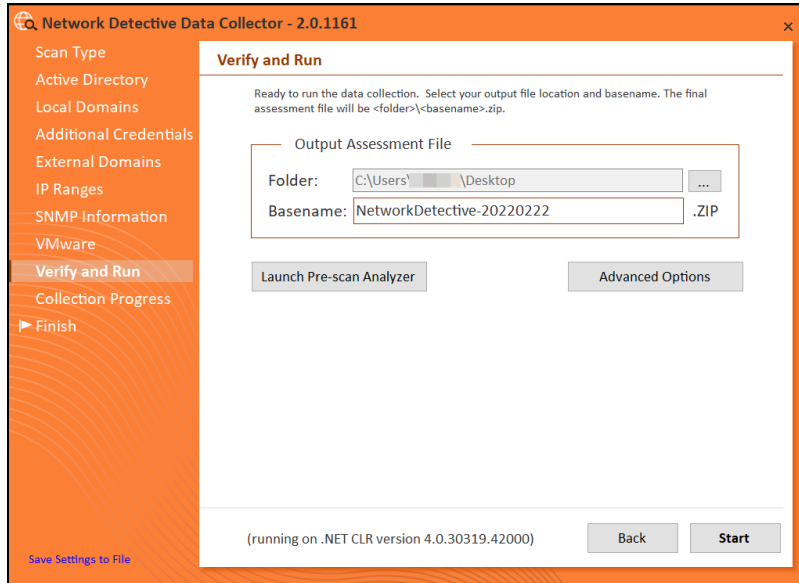 Network Detective Data Collector - 2.0.1161
Scan Type
Active Directory
Local Domains
Additional Credentials
External Domains
IP Ranges
SNMP Information
VMware
Verify and Run
Collection Progress
Finish
Save Settings to File
Verify and Run
Ready to run the data collection. Select your output file location and basename. The final
assessment file will be <folder>\<basename>.zip.
Output Assessment File
Folder: C:\Users\ \Desktop ...
Basename: NetworkDetective-20220222 .ZIP
Launch Pre-scan Analyzer Advanced Options
(running on .NET CLR version 4.0.30319.42000) Back Start